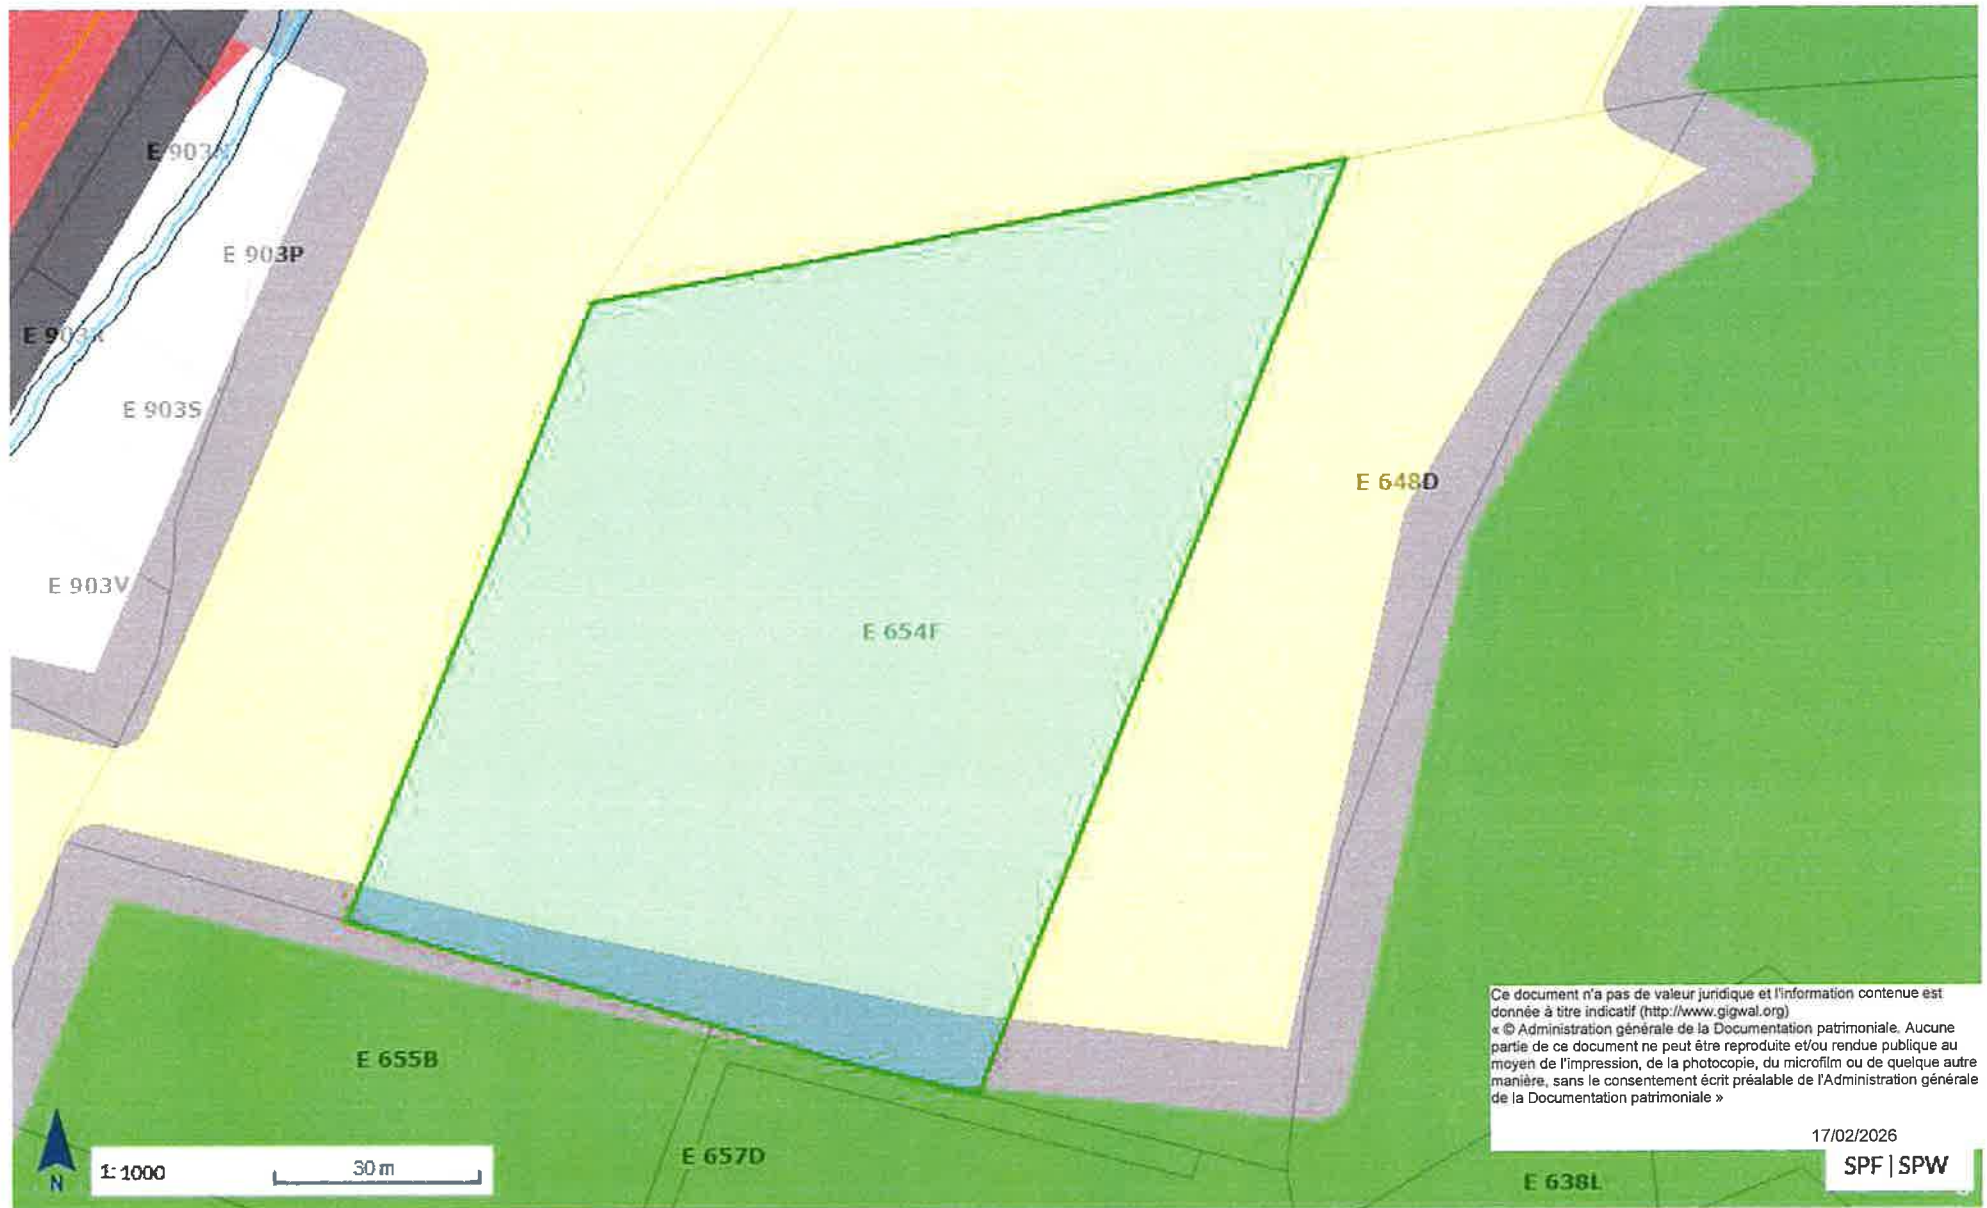 E 903N
E 903P
E 903S
E 648D
E 903V
E 654F
Ce document n'a pas de valeur juridique et l'information contenue est
donnée à titre indicatif (http://www.gigwal.org)
« © Administration générale de la Documentation patrimoniale. Aucune
partie de ce document ne peut être reproduite et/ou rendue publique au
moyen de l'impression, de la photocopie, du microfilm ou de quelque autre
manière, sans le consentement écrit préalable de l'Administration générale
de la Documentation patrimoniale »
E 655B
17/02/2026
E 657D
SPF | SPW
1: 1000
30 m
N
E 638L